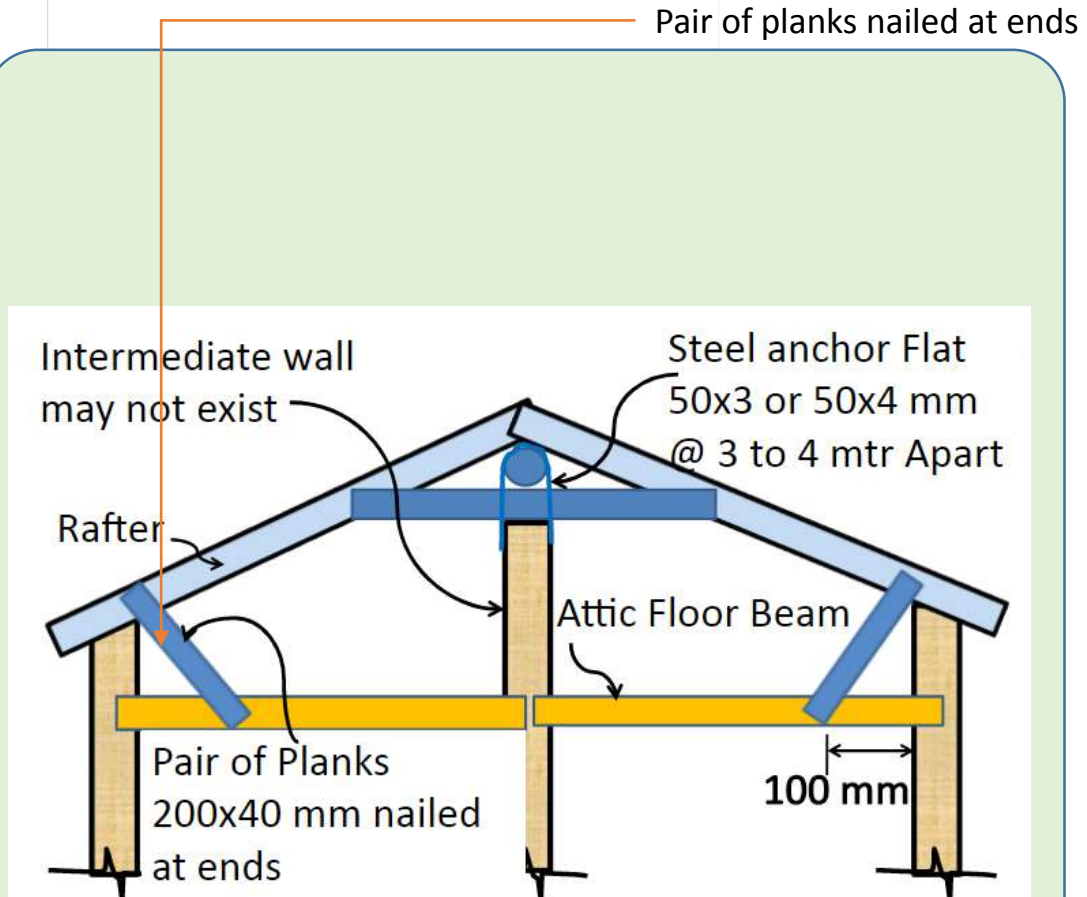 Pair of planks nailed at ends
Intermediate wall
may not exist
Steel anchor Flat
50x3 or 50x4 mm
@ 3 to 4 mtr Apart
Rafter
Attic Floor Beam
Pair of Planks
200x40 mm nailed
at ends
100 mm